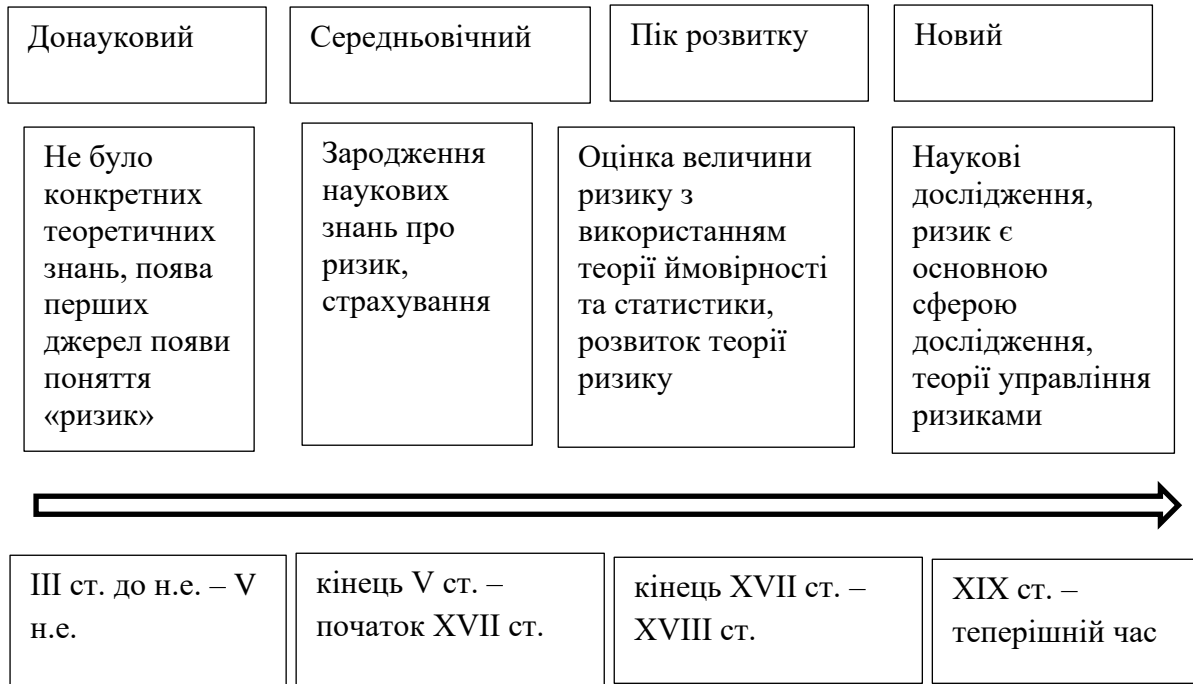 Донауковий
Середньовічний
Пік розвитку
Новий
Не було
конкретних
теоретичних
знань, поява
перших
джерел появи
поняття
«ризик»
Зародження
наукових
знань про
ризик,
страхування
Оцінка величини
ризику з
використанням
теорії ймовірності
та статистики,
розвиток теорії
ризику
Наукові
дослідження,
ризик є
основною
сферою
дослідження,
теорії управління
ризиками
ІІІ ст. до н.е. – V
н.е.
кінець V ст. –
початок XVII ст.
кінець XVII ст. –
XVIII ст.
XIX ст. –
теперішній час